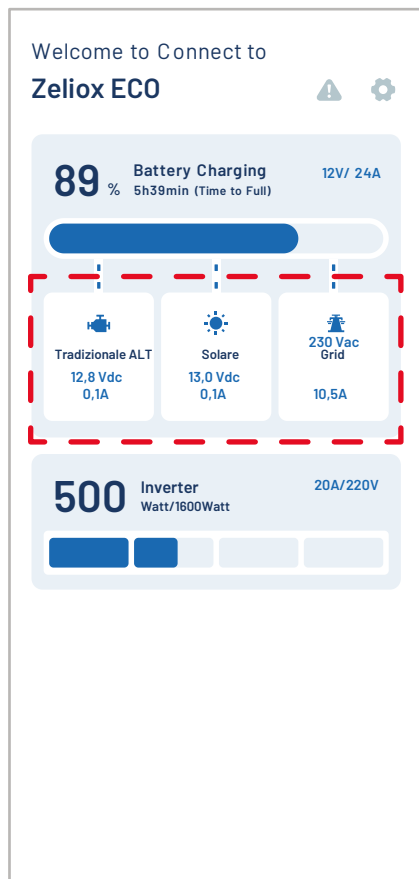 Welcome to Connect to
Zeliox ECO
89 % Battery Charging 12V/ 24A
5h39min (Time to Full)
Tradizionale ALT
12,8 Vdc
0,1A
Solare
13,0 Vdc
0,1A
230 Vac
Grid
10,5A
500 Inverter 20A/220V
Watt/1600Watt